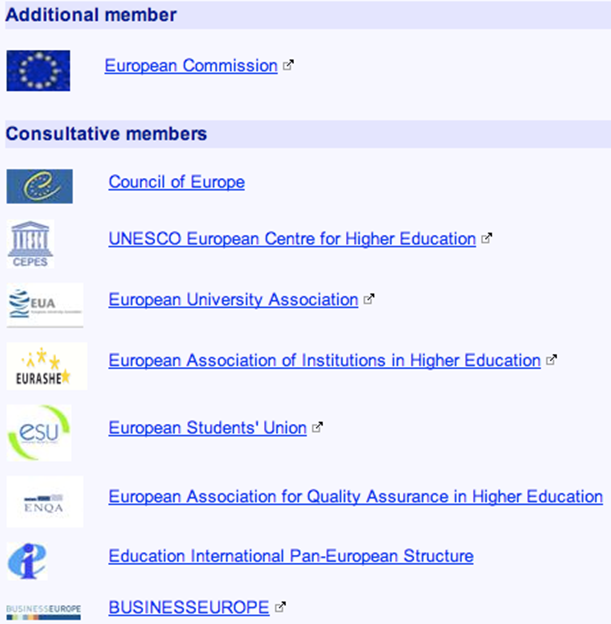 Additional member
European Commission
Consultative members
Council of Europe
UNESCO European Centre for Higher Education
CEPES
EUA
European University Association
EURASHE
European Association of Institutions in Higher Education
esu
European Students' Union
ENQA
European Association for Quality Assurance in Higher Education
Education International Pan-European Structure
BUSINESSEUROPE
BUSINESSEUROPE